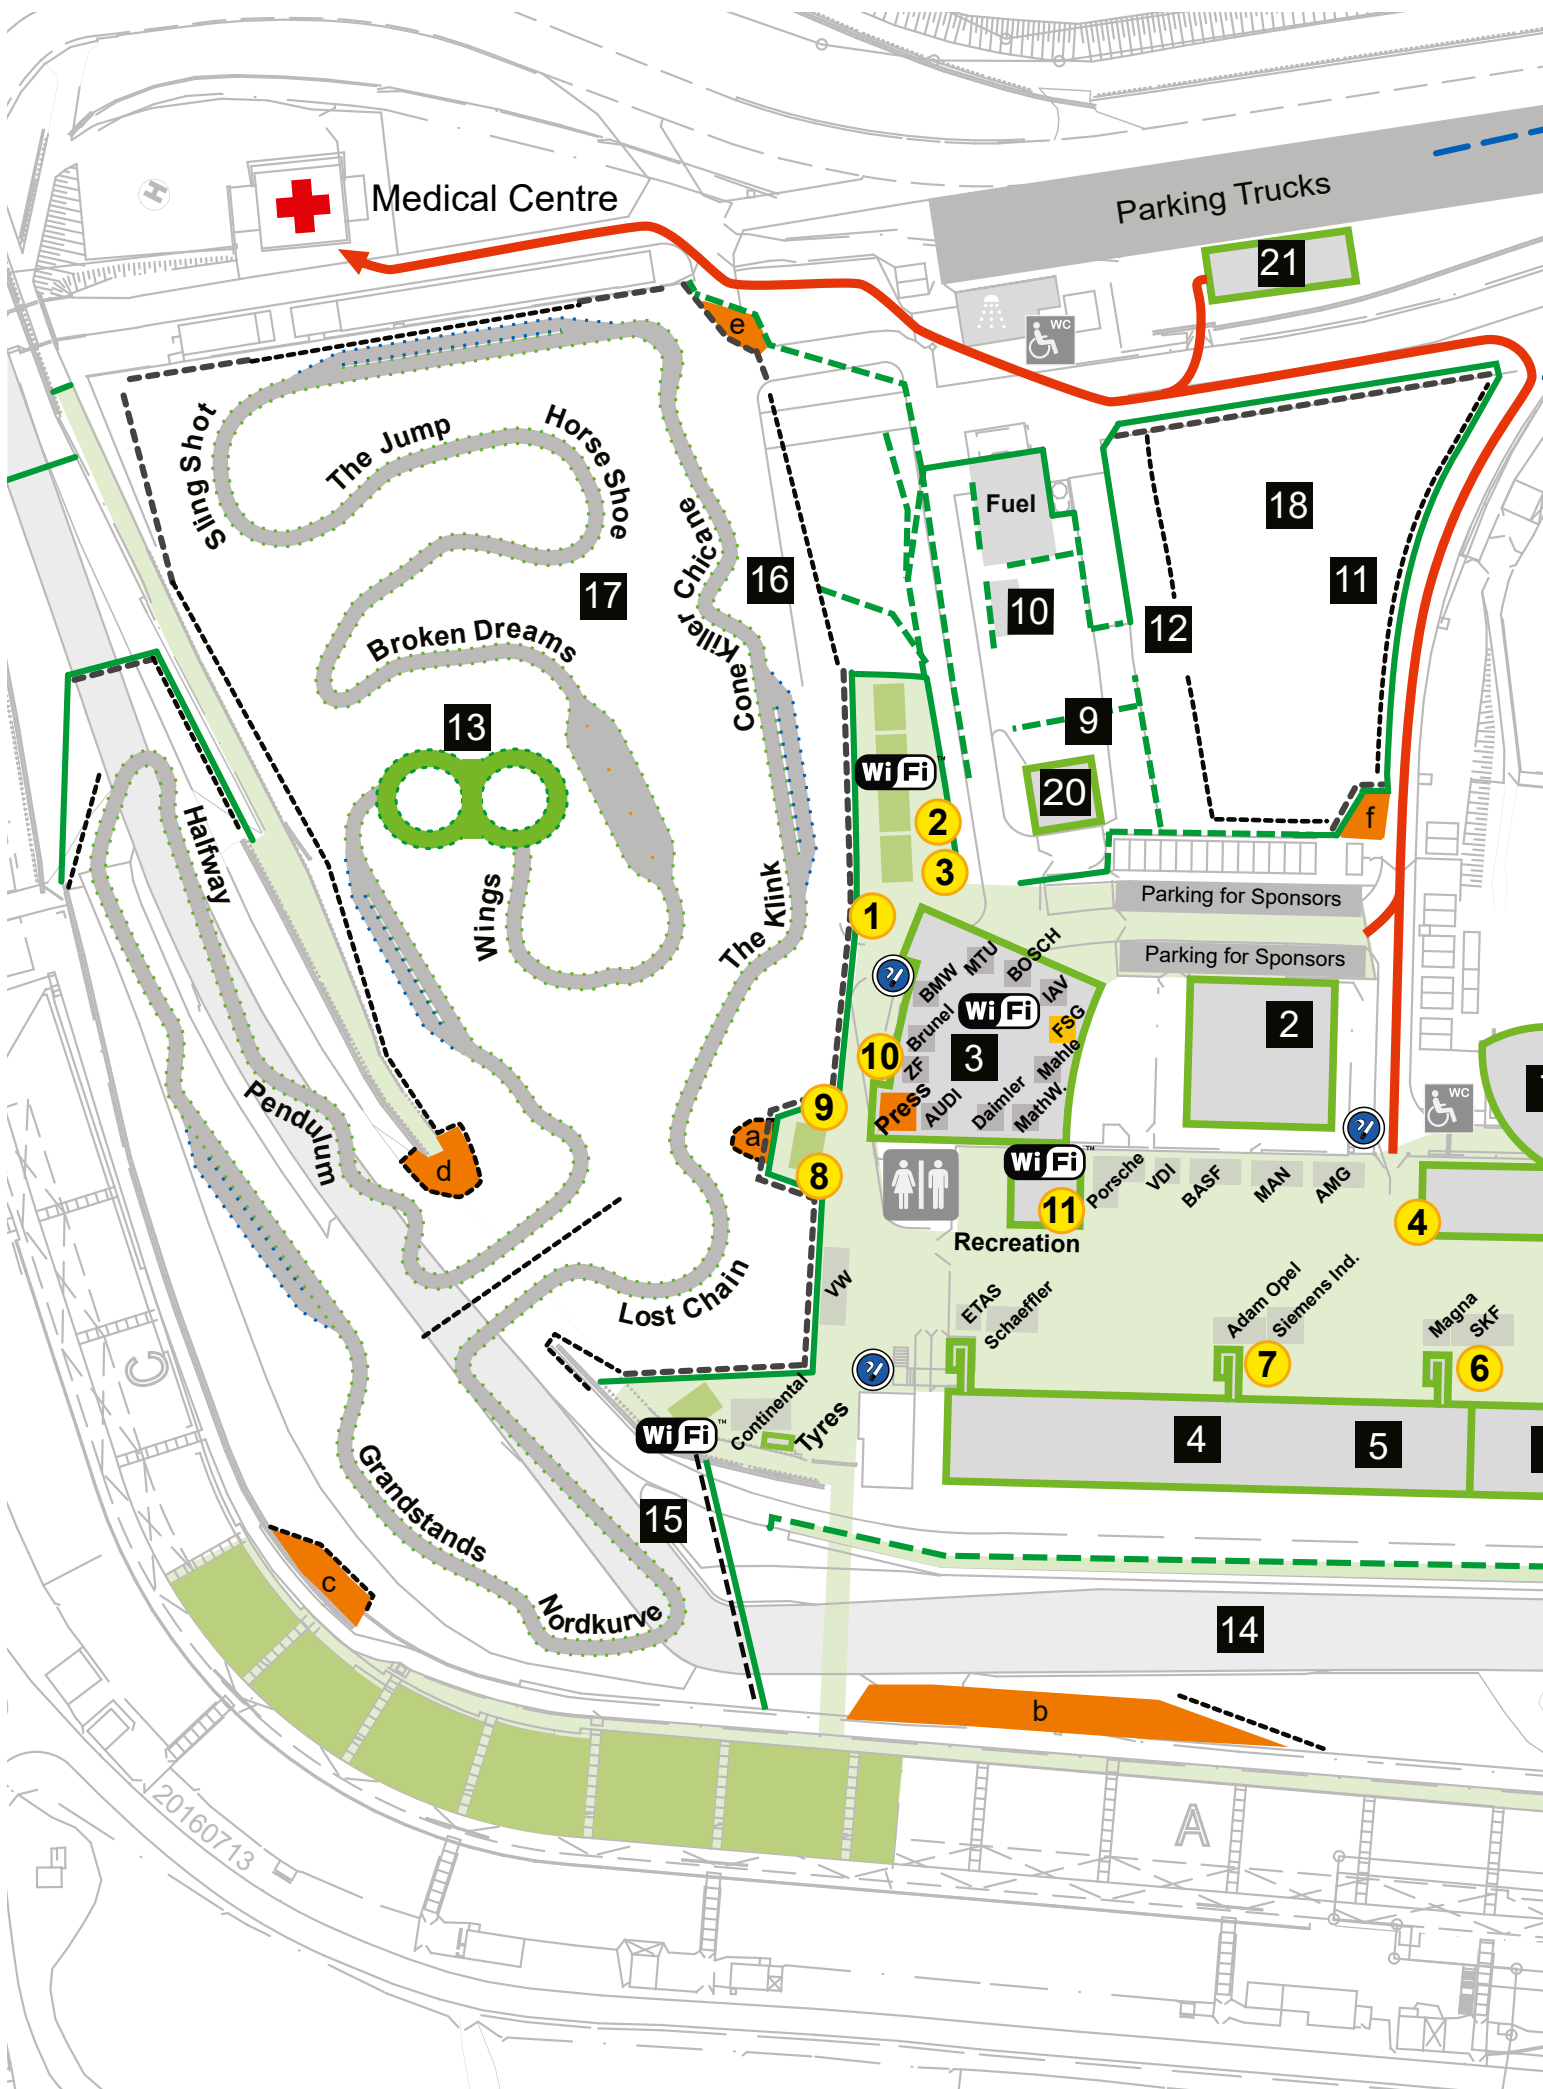 Medical Centre
Parking Trucks
21
H
WC
e
Sling Shot
The Jump
Horse Shoe
Cone Killer Chicane
Fuel
18
11
17
16
10
12
Broken Dreams
13
9
Wi Fi ™
20
2
f
3
Halfway
Wings
The Klink
1
Parking for Sponsors
Parking for Sponsors
BMW
MTU
BOSCH
IAV
Wi Fi
FSG
Brunel
10
ZF
3
Mahle
2
Press
AUDI
Daimler
MathW.
9
a
8
WC
Pendulum
d
Wi Fi ™
11
Recreation
Porsche
VDI
BASF
MAN
AMG
4
Lost Chain
VW
ETAS
Schaeffler
Adam Opel
Siemens Ind.
7
Magna
SKF
6
C
Wi Fi ™
Continental
Tyres
4
5
Grandstands
15
c
Nordkurve
14
b
20160713
A